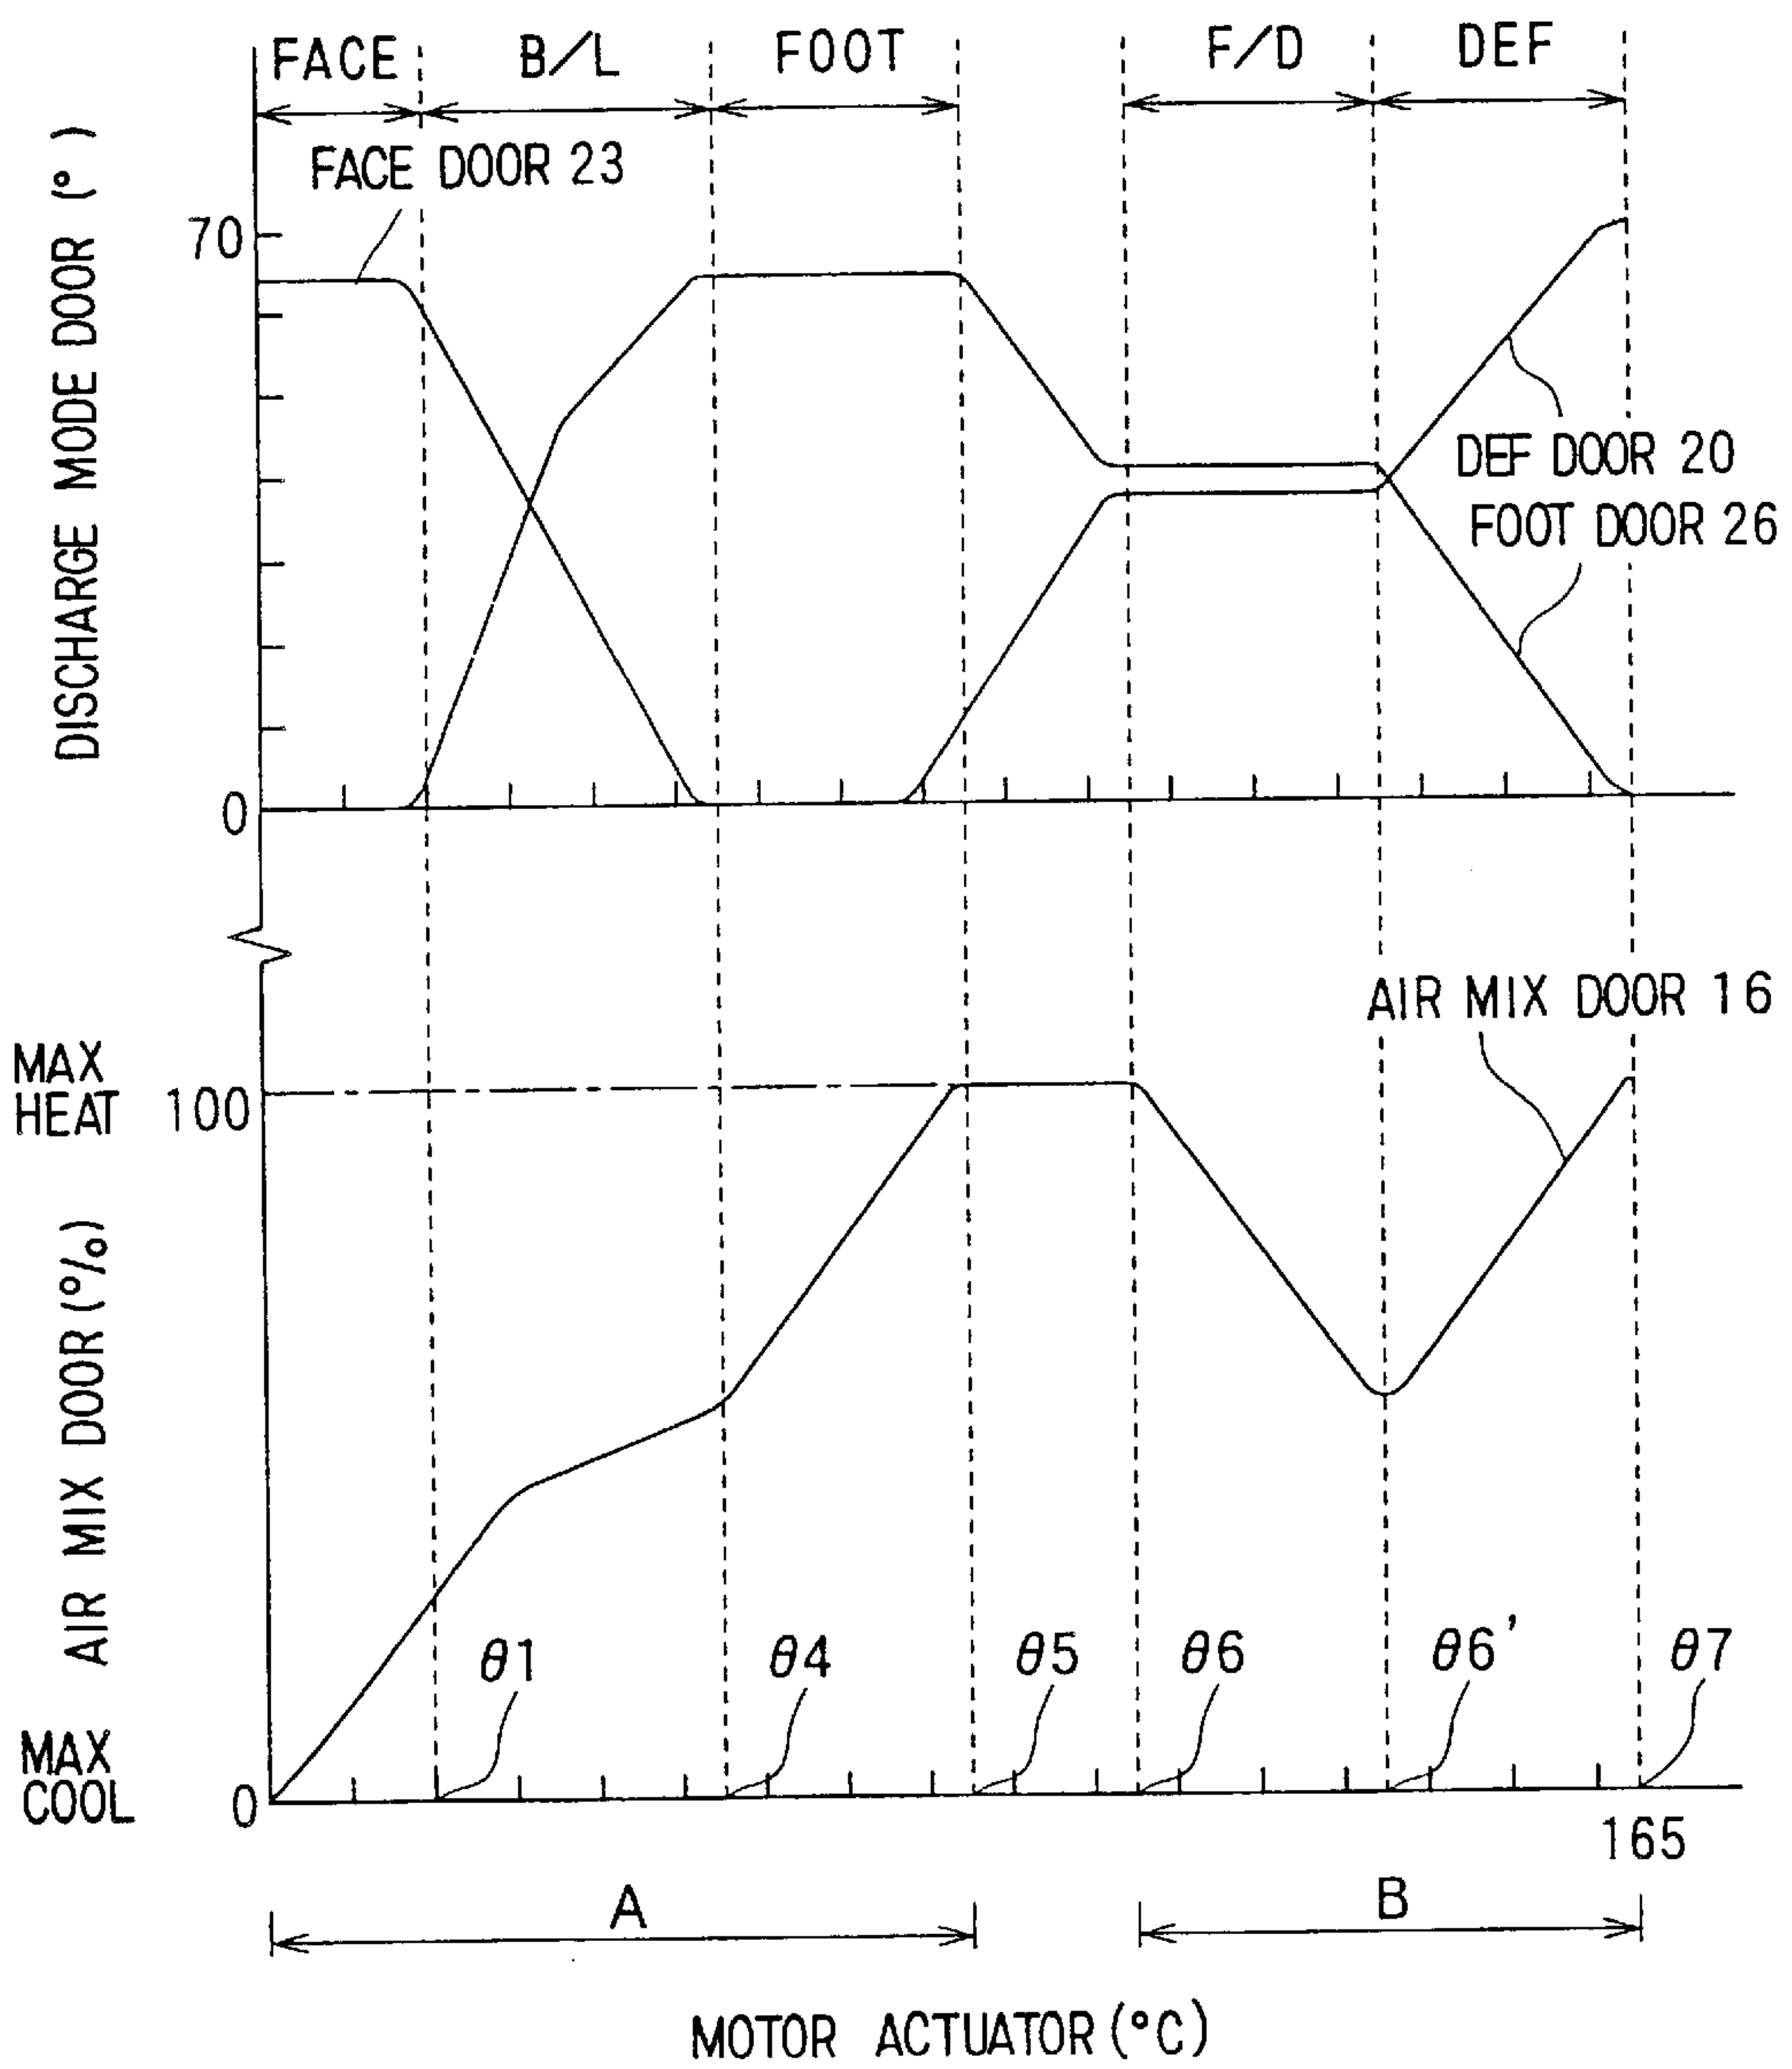 FACE B/L FOOT F/D DEF
FACE DOOR 23
70
DISCHARGE MODE DOOR (°)
DEF DOOR 20
FOOT DOOR 26
0
AIR MIX DOOR 16
MAX
HEAT 100
AIR MIX DOOR (%)
θ1 θ4 θ5 θ6 θ6' θ7
MAX
COOL 0
165
A B
MOTOR ACTUATOR (°C)